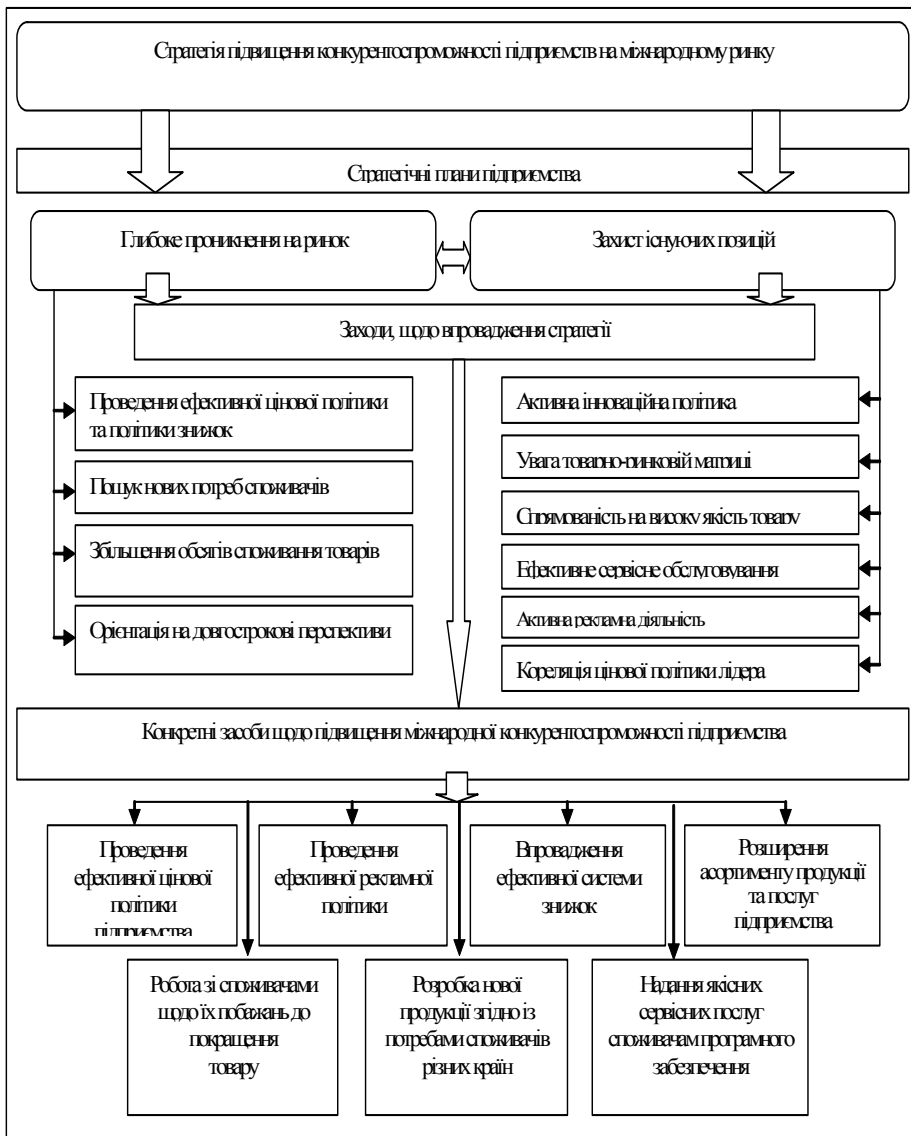 Стратегія підвищення конкурентоспроможності підприємств на міжнародному ринку
Стратегічні плани підприємства
Глибоке проникнення на ринок
Захист існуючих позицій
Заходи, щодо впровадження стратегії
Проведення ефективної цінової політики
та політики знижок
Пошук нових потреб споживачів
Збільшення обсягів споживання товарів
Орієнтація на довгострокові перспективи
Активна інноваційна політика
Увага товарно-ринковій матриці
Спрямованість на високу якість товару
Ефективне сервісне обслуговування
Активна рекламна діяльність
Кореляція цінової політики лідера
Конкретні засоби щодо підвищення міжнародної конкурентоспроможності підприємства
Проведення
ефективної цінової
політики
підприємства
Проведення
ефективної рекламної
політики
Впровадження
ефективної системи
знижок
Розширення
асортименту продукції
та послуг
підприємства
Робота зі споживачами
щодо їх побажань до
покращення
товару
Розробка нової
продукції згідно із
потребами споживачів
різних країн
Надання якісних
сервісних послуг
споживачам програмного
забезпечення